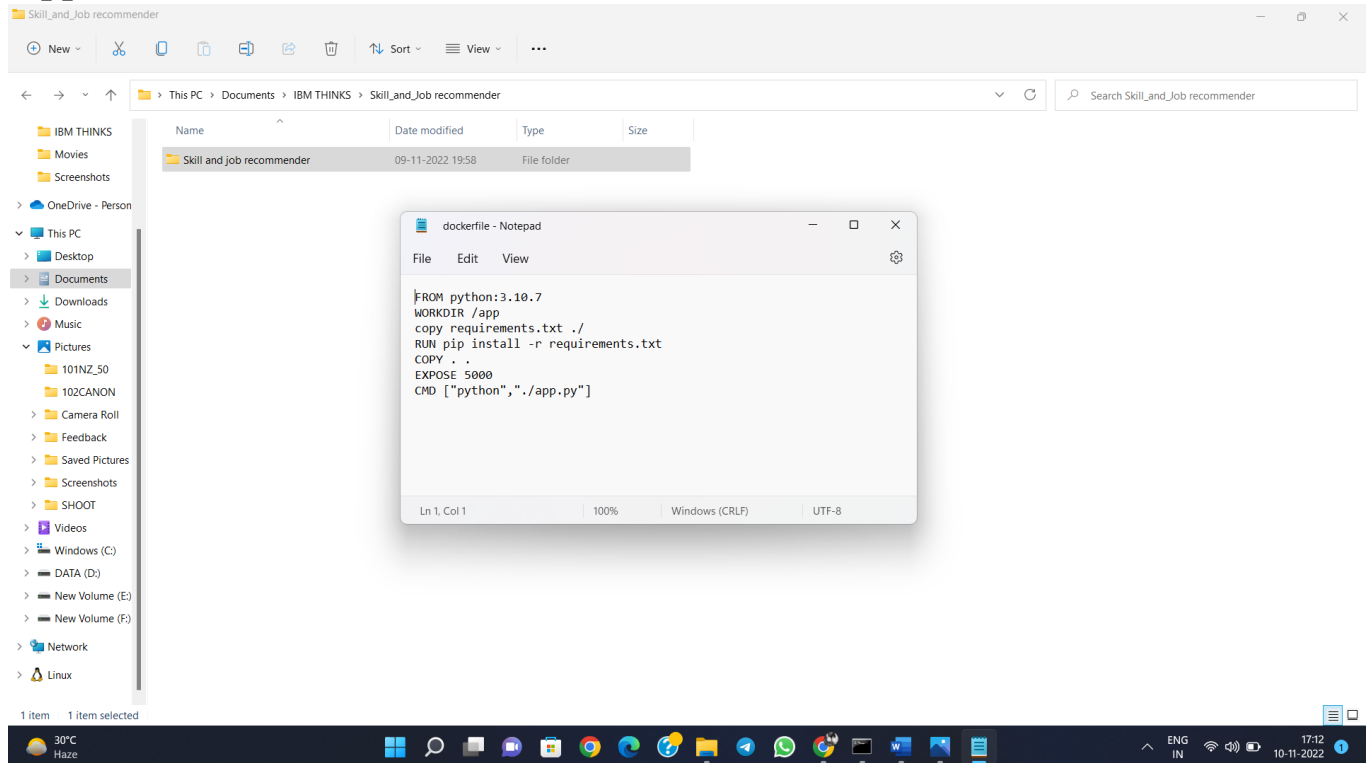 Skill_and_Job recommender
New
Sort
View
This PC > Documents > IBM THINKS > Skill_and_Job recommender
Search Skill_and_Job recommender
IBM THINKS
Movies
Screenshots
OneDrive - Person
This PC
Desktop
Documents
Downloads
Music
Pictures
101NZ_50
102CANON
Camera Roll
Feedback
Saved Pictures
Screenshots
SHOOT
Videos
Windows (C:)
DATA (D:)
New Volume (E:)
New Volume (F:)
Network
Linux
Name Date modified Type Size
Skill and job recommender 09-11-2022 19:58 File folder
dockerfile - Notepad
File Edit View
FROM python:3.10.7
WORKDIR /app
copy requirements.txt ./
RUN pip install -r requirements.txt
COPY . .
EXPOSE 5000
CMD ["python","./app.py"]
Ln 1, Col 1 100% Windows (CRLF) UTF-8
1 item 1 item selected
30°C
Haze
ENG
IN
17:12
10-11-2022
1